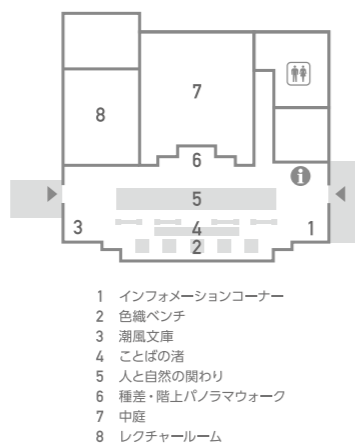 7
8
6
5
3
4
1
2
1 インフォメーションコーナー
2 色織ベンチ
3 潮風文庫
4 ことばの渚
5 人と自然の関わり
6 種差・階上パノラマウォーク
7 中庭
8 レクチャールーム